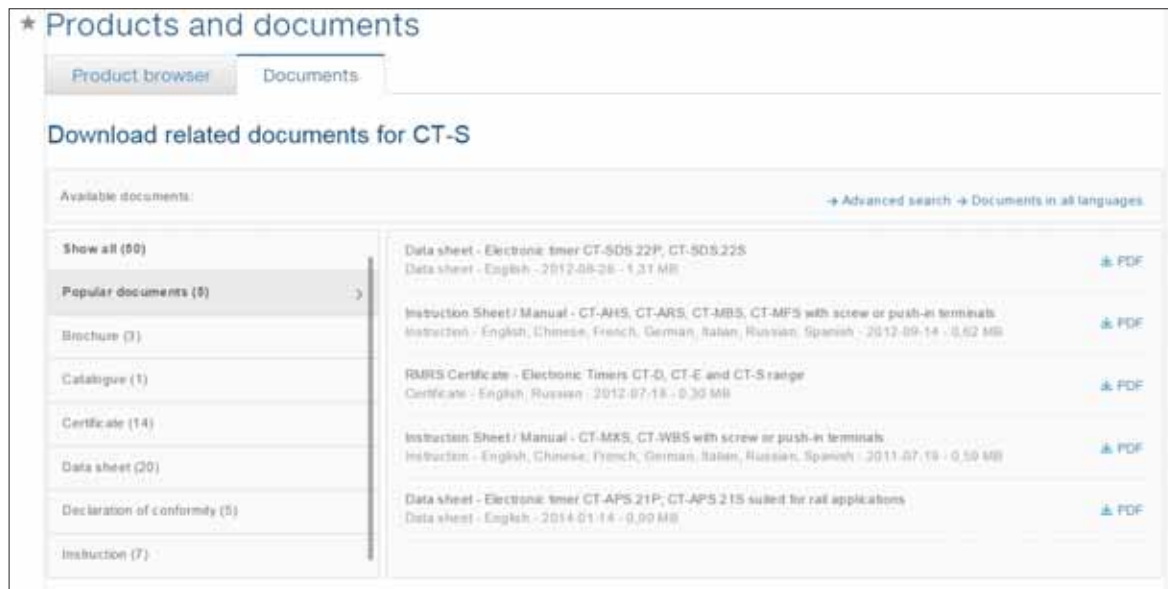 Products and documents
Product browser
Documents
Download related documents for CT-S
Available documents:
Advanced search
Documents in all languages
Show all (50)
Popular documents (5)
Brochure (3)
Catalogue (1)
Certificate (14)
Data sheet (20)
Declaration of conformity (5)
Instruction (7)
Data sheet - Electronic timer CT-SDS.22P, CT-SDS.22S
Data sheet - English - 2012-08-26 - 1,31 MB
PDF
Instruction Sheet / Manual - CT-AHS, CT-ARS, CT-MBS, CT-MFS with screw or push-in terminals
Instruction - English, Chinese, French, German, Italian, Russian, Spanish - 2012-09-14 - 0,62 MB
PDF
RMRS Certificate - Electronic Timers CT-D, CT-E and CT-S range
Certificate - English, Russian - 2012-07-18 - 0,30 MB
PDF
Instruction Sheet / Manual - CT-MXS, CT-WBS with screw or push-in terminals
Instruction - English, Chinese, French, German, Italian, Russian, Spanish - 2011-07-19 - 0,59 MB
PDF
Data sheet - Electronic timer CT-APS.21P, CT-APS.21S suited for rail applications
Data sheet - English - 2014-01-14 - 0,90 MB
PDF